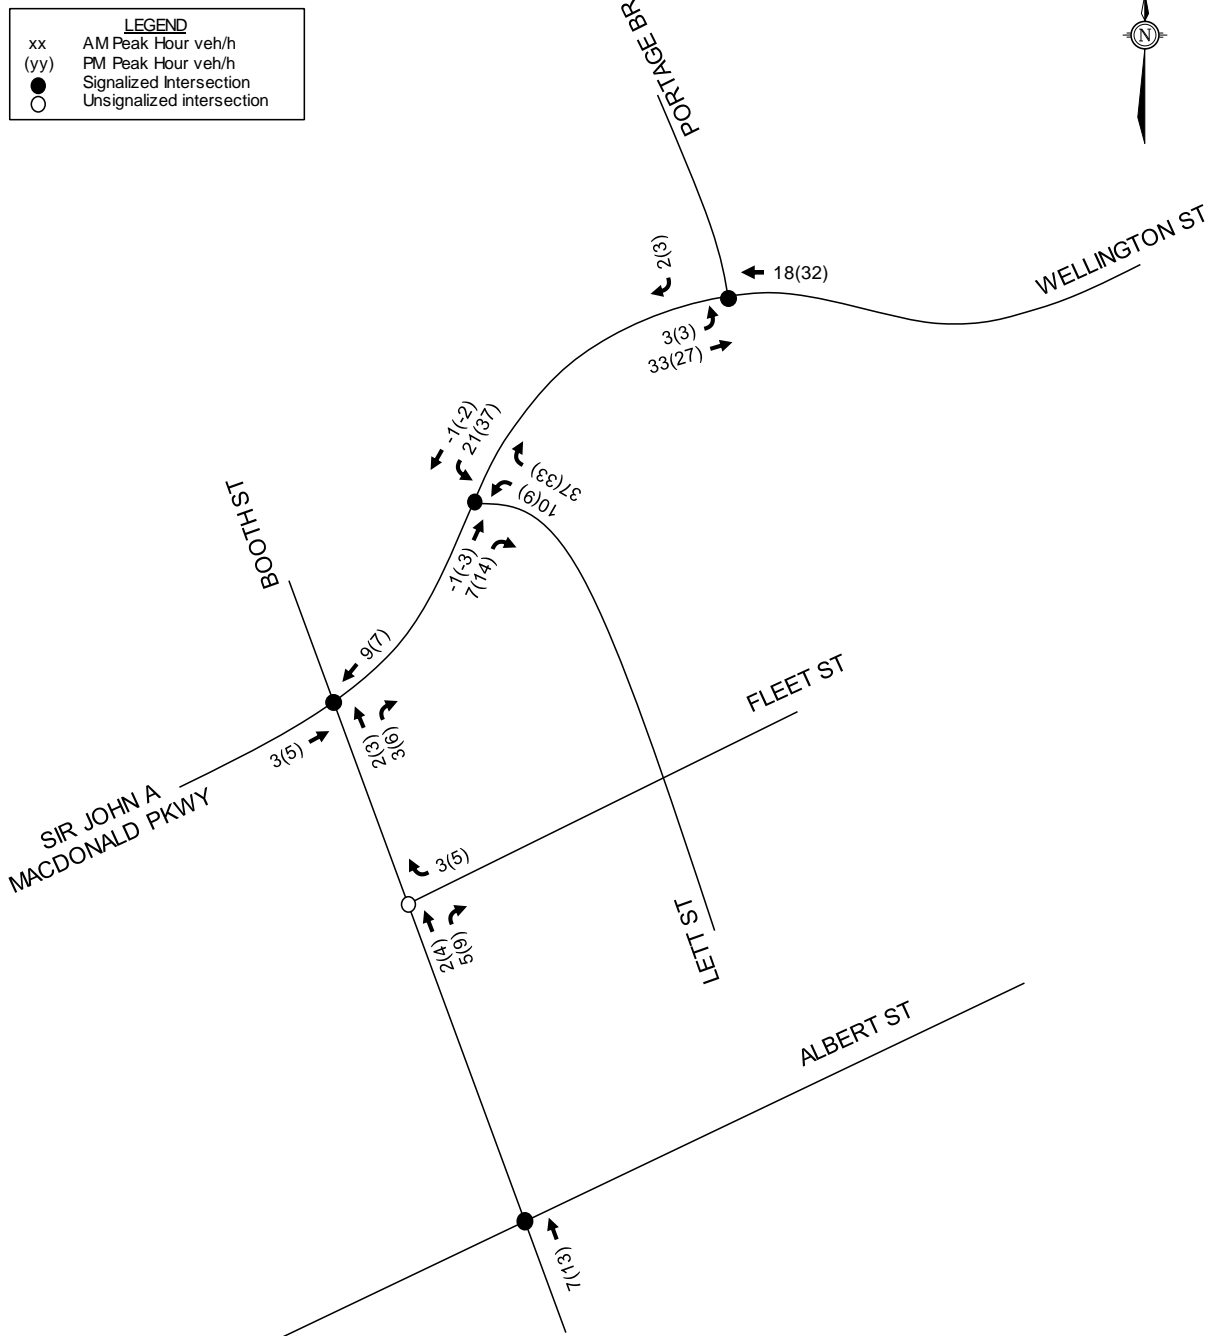 LEGEND
xx AM Peak Hour veh/h
(yy) PM Peak Hour veh/h
Signalized Intersection
Unsignalized intersection
PORTAGE BR
N
WELLINGTON ST
2(3)
18(32)
3(3)
33(27)
-1(-2)
21(37)
37(33)
10(9)
BOOTH ST
-1(-3)
7(14)
9(7)
FLEET ST
3(5)
2(3)
3(6)
SIR JOHN A
MACDONALD PKWY
3(5)
2(4)
5(9)
LETT ST
ALBERT ST
7(13)